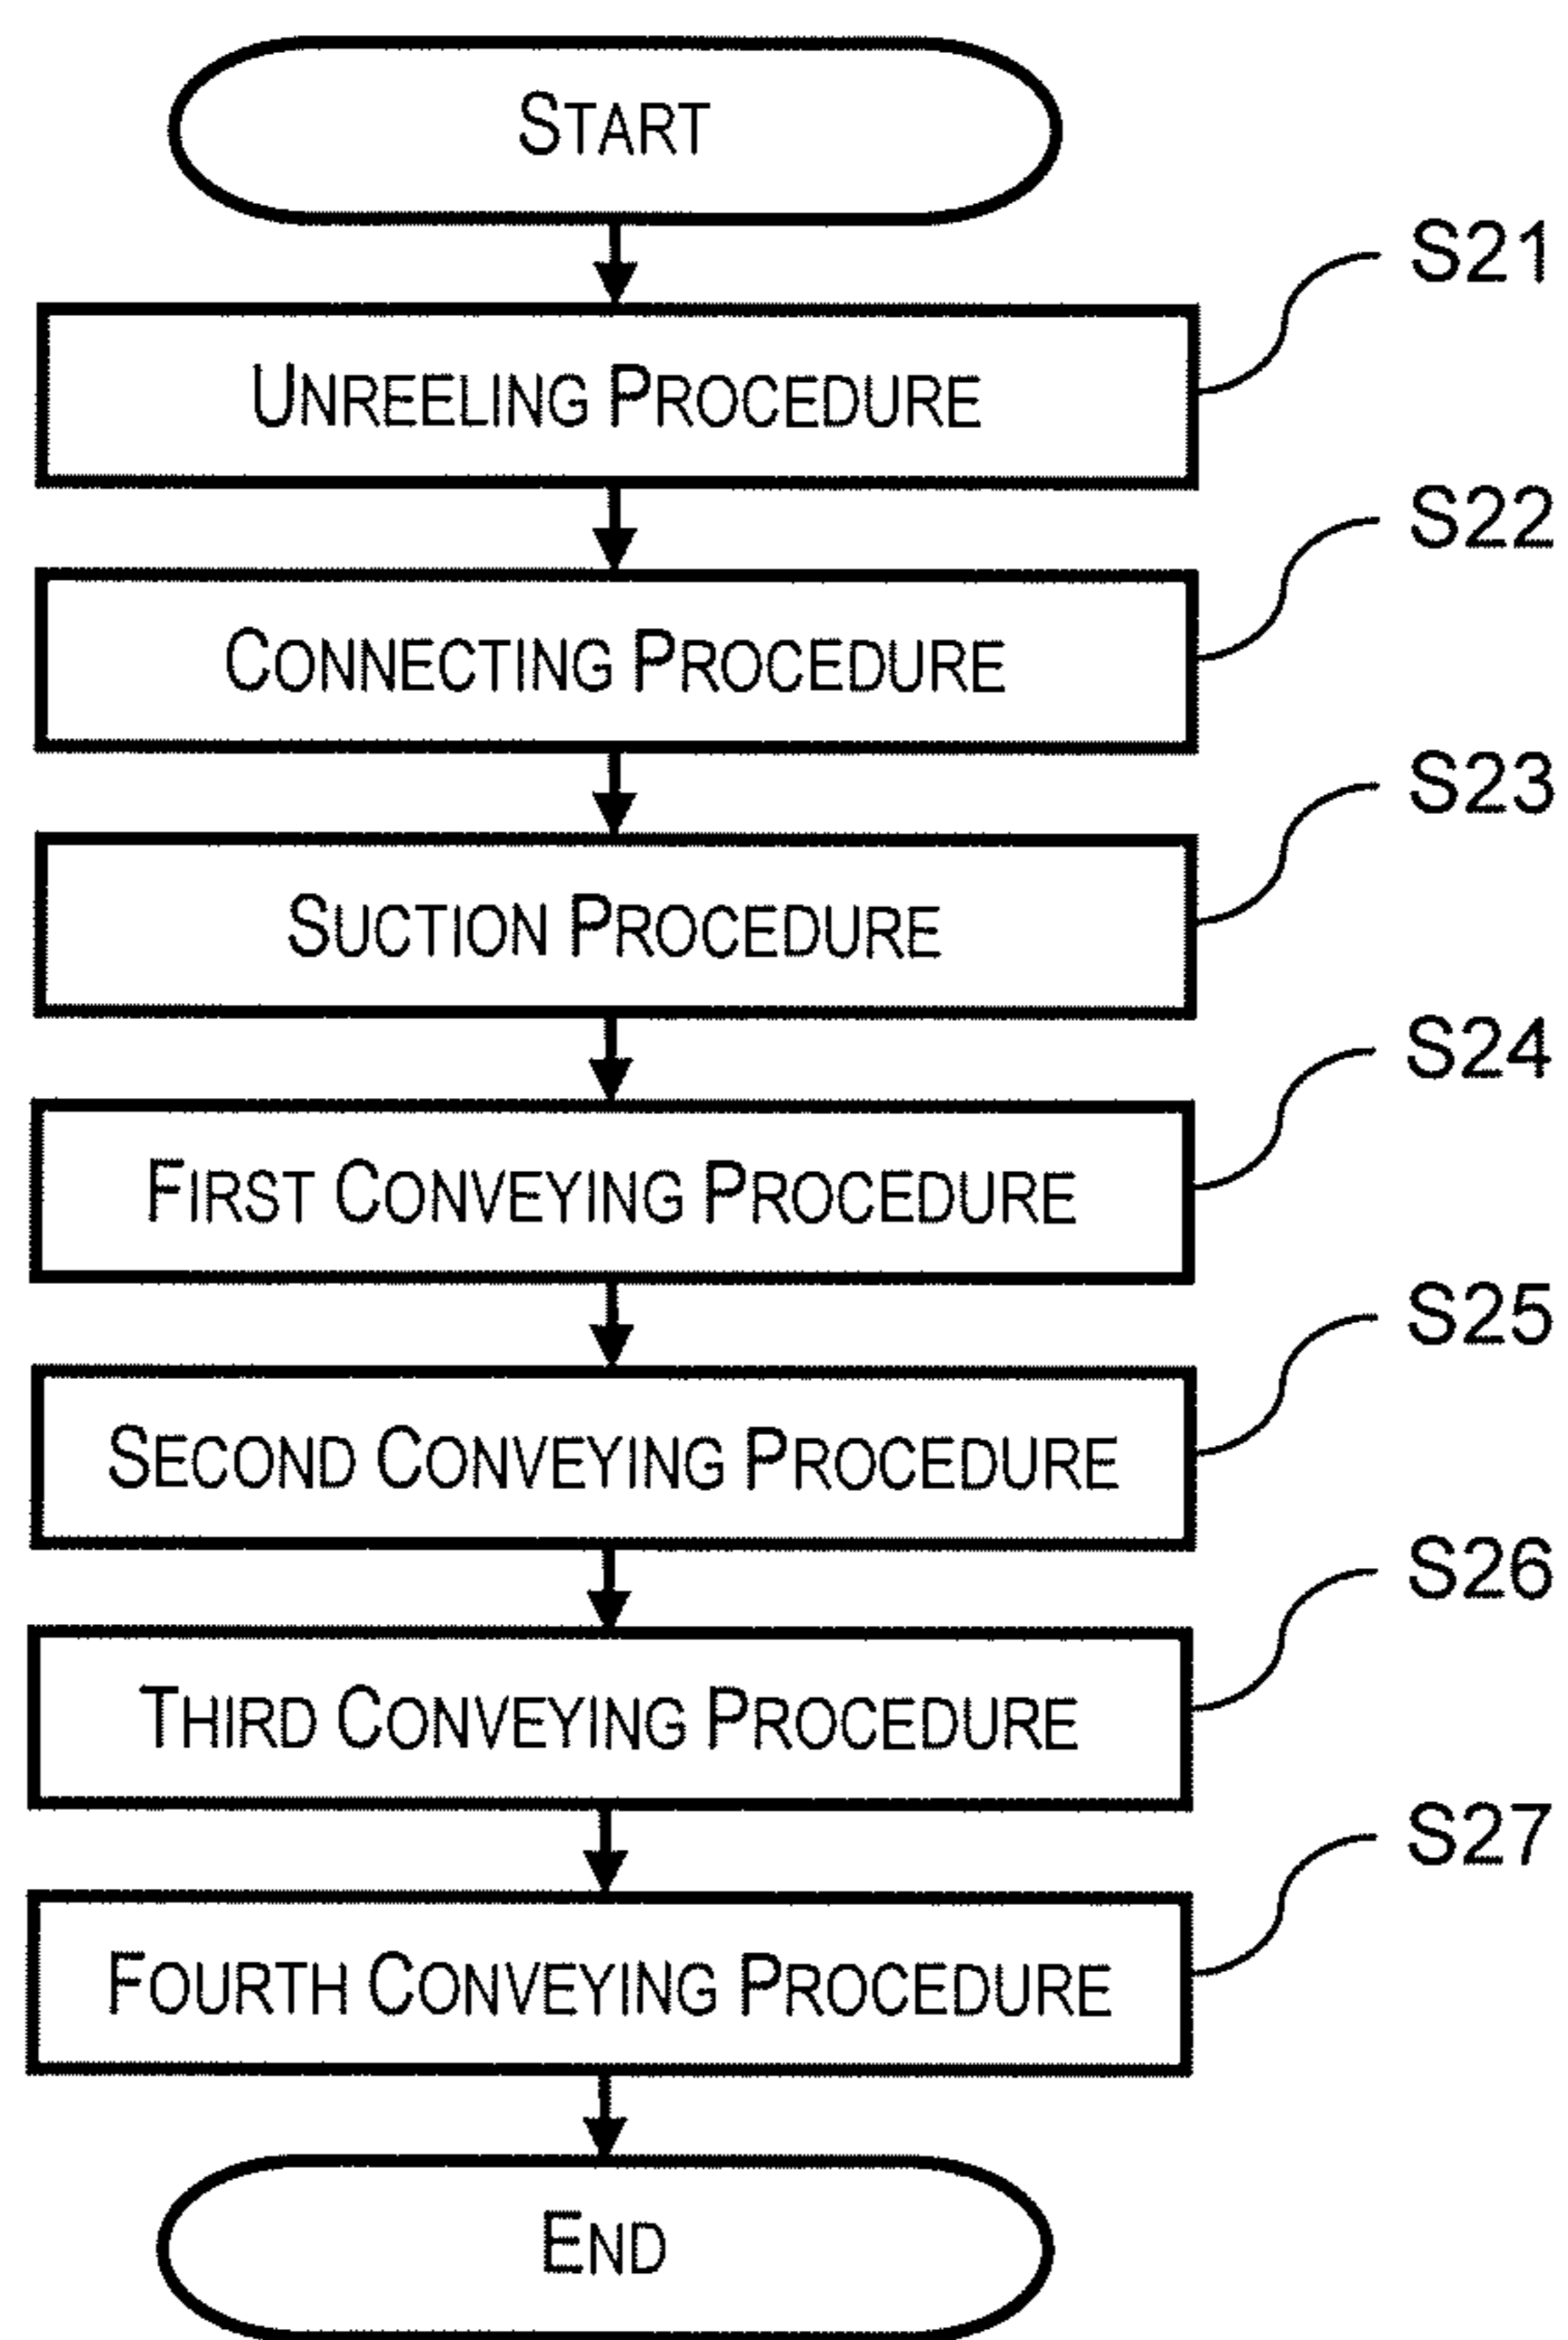 START
S21
UNREELING PROCEDURE
S22
CONNECTING PROCEDURE
S23
SUCTION PROCEDURE
S24
FIRST CONVEYING PROCEDURE
S25
SECOND CONVEYING PROCEDURE
S26
THIRD CONVEYING PROCEDURE
S27
FOURTH CONVEYING PROCEDURE
END